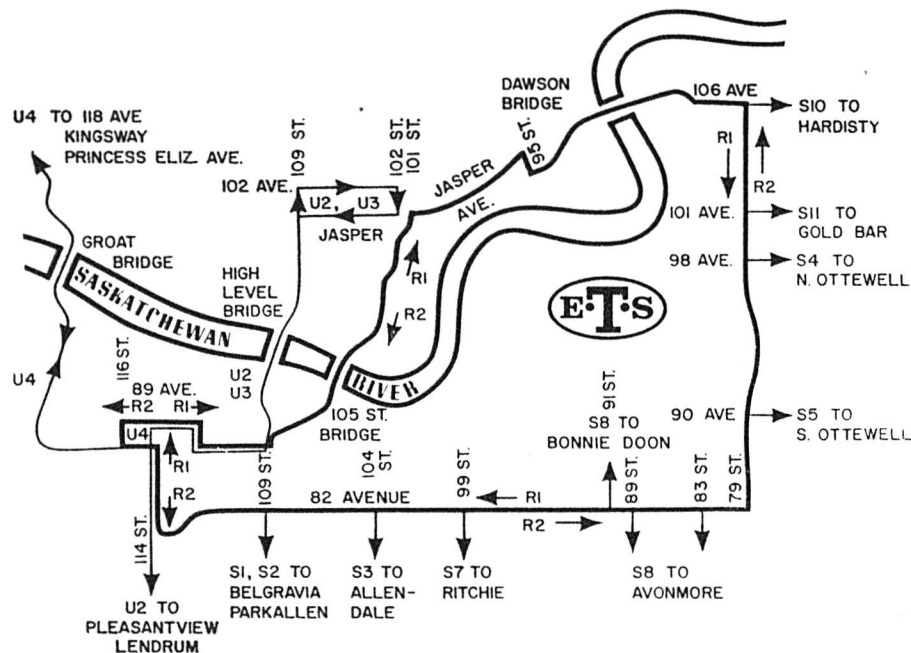 DAWSON
BRIDGE
106 AVE
S10 TO
HARDISTY
U4 TO 118 AVE
KINGSWAY
PRINCESS ELIZ. AVE.
109 ST.
102 ST.
101 ST.
95 ST.
R1
R2
102 AVE.
U2, U3
JASPER
JASPER
AVE.
101 AVE.
S11 TO
GOLD BAR
98 AVE.
S4 TO
N. OTTEWELL
GROAT
BRIDGE
HIGH
LEVEL
BRIDGE
R1
R2
E·T·S
SASKATCHEWAN
RIVER
U4
116 ST.
89 AVE.
R2 R1
U2
U3
105 ST.
BRIDGE
91 ST.
S8 TO
BONNIE DOON
90 AVE
S5 TO
S. OTTEWELL
U4
R1
R2
109 ST.
104 ST.
99 ST.
89 ST.
83 ST.
79 ST.
82 AVENUE
R1
R2
114 ST.
U2 TO
PLEASANTVIEW
LENDRUM
S1, S2 TO
BELGRAVIA
PARKALLEN
S3 TO
ALLEN-
DALE
S7 TO
RITCHIE
S8 TO
AVONMORE